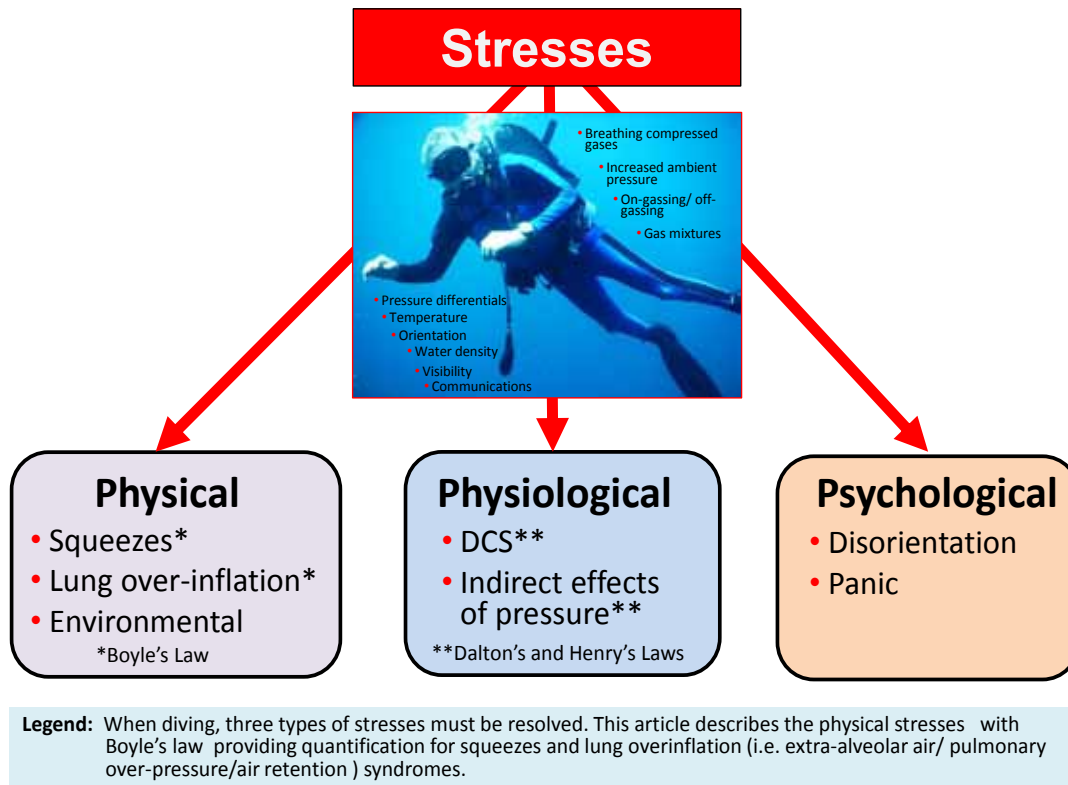 Stresses
• Breathing compressed
gases
• Increased ambient
pressure
• On-gassing/ off-
gassing
• Gas mixtures
• Pressure differentials
• Temperature
• Orientation
• Water density
• Visibility
• Communications
Physical
• Squeezes*
• Lung over-inflation*
• Environmental
*Boyle's Law
Physiological
• DCS**
• Indirect effects
of pressure**
**Dalton's and Henry's Laws
Psychological
• Disorientation
• Panic
Legend: When diving, three types of stresses must be resolved. This article describes the physical stresses with
Boyle's law providing quantification for squeezes and lung overinflation (i.e. extra-alveolar air/ pulmonary
over-pressure/air retention ) syndromes.